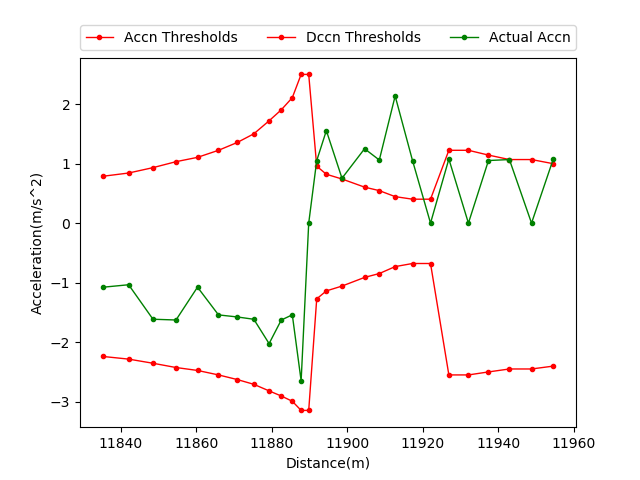 Accn Thresholds Dccn Thresholds Actual Accn
2
1
0
−1
−2
−3
Acceleration(m/s^2)
11840 11860 11880 11900 11920 11940 11960
Distance(m)